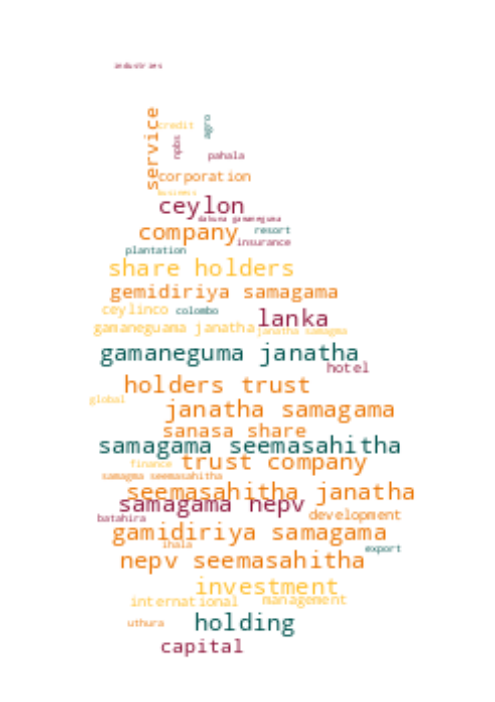 industries
service
credit
agro
npbs
pahala
corporation
business
ceylon
dakuna gamaneguma
company
resort
insurance
plantation
share holders
gemidiriya samagama
ceylinco
colombo
lanka
gamaneguama janatha
janatha samagma
gamaneguma janatha
hotel
holders trust
global
janatha samagama
sanasa share
samagama seemasahitha
finance
trust company
samagma seemasahitha
seemasahitha janatha
samagama nepv
batahira
development
gamidiriya samagama
ihala
export
nepv seemasahitha
investment
international
management
uthura
holding
capital